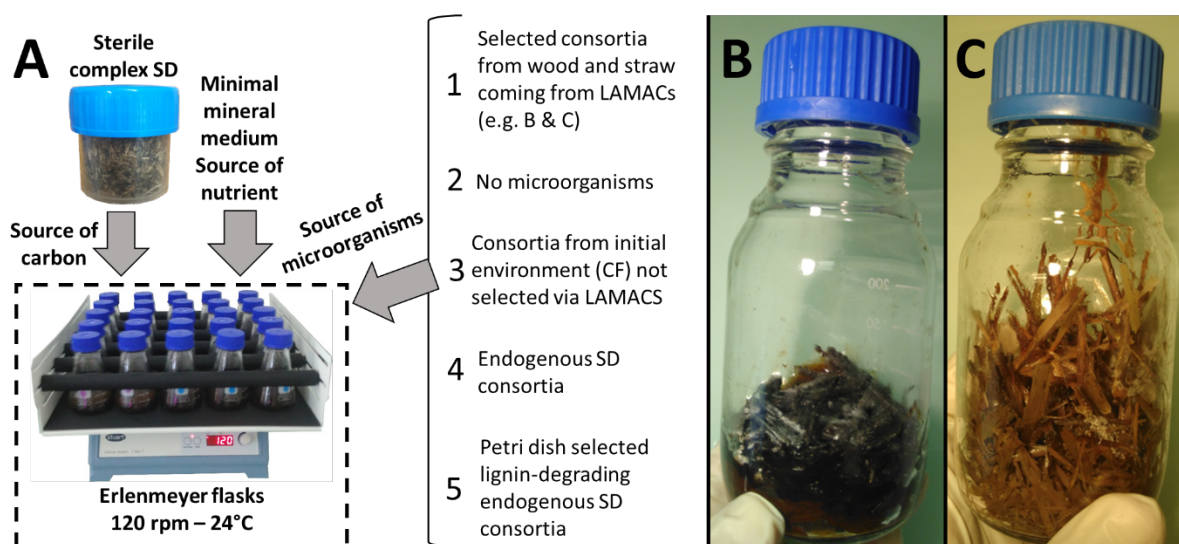 A
Sterile
complex SD
Minimal
mineral
medium
Source of
nutrient
Source of
carbon
Source of
microorganisms
120
Erlenmeyer flasks
120 rpm – 24°C
1
Selected consortia
from wood and straw
coming from LAMACs
(e.g. B & C)
2
No microorganisms
3
Consortia from initial
environment (CF) not
selected via LAMACS
4
Endogenous SD
consortia
5
Petri dish selected
lignin-degrading
endogenous SD
consortia
B
200
C